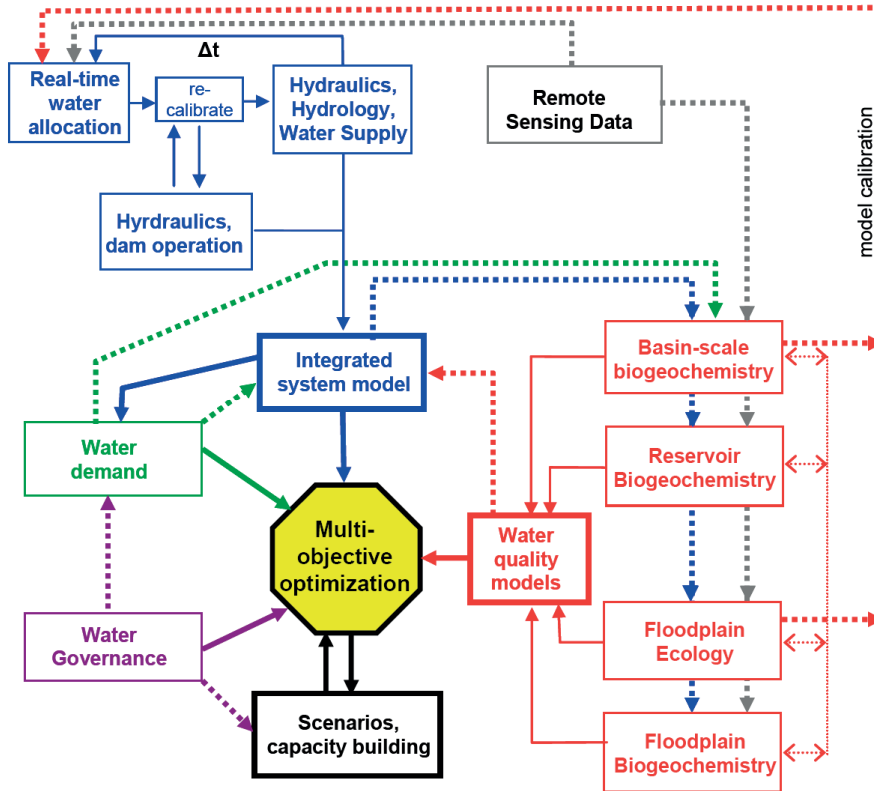 Δt
Real-time
water
allocation
re-
calibrate
Hydraulics,
Hydrology,
Water Supply
Remote
Sensing Data
model calibration
Hyrdraulics,
dam operation
Integrated
system model
Basin-scale
biogeochemistry
Water
demand
Reservoir
Biogeochemistry
Multi-
objective
optimization
Water
quality
models
Water
Governance
Floodplain
Ecology
Scenarios,
capacity building
Floodplain
Biogeochemistry